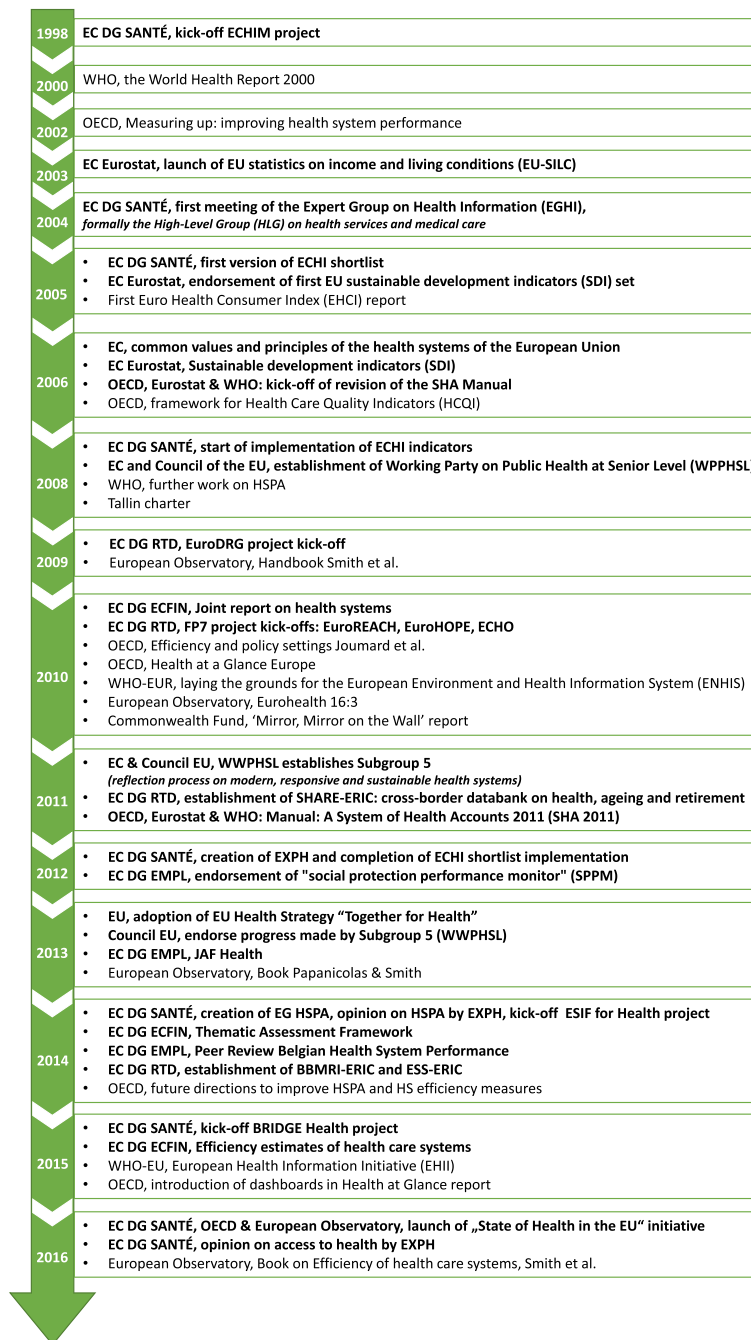 1998
EC DG SANTÉ, kick-off ECHIM project
2000
WHO, the World Health Report 2000
2002
OECD, Measuring up: improving health system performance
2003
EC Eurostat, launch of EU statistics on income and living conditions (EU-SILC)
2004
EC DG SANTÉ, first meeting of the Expert Group on Health Information (EGHI),
formally the High-Level Group (HLG) on health services and medical care
2005
• EC DG SANTÉ, first version of ECHI shortlist
• EC Eurostat, endorsement of first EU sustainable development indicators (SDI) set
• First Euro Health Consumer Index (EHCI) report
2006
• EC, common values and principles of the health systems of the European Union
• EC Eurostat, Sustainable development indicators (SDI)
• OECD, Eurostat & WHO: kick-off of revision of the SHA Manual
• OECD, framework for Health Care Quality Indicators (HCQI)
2008
• EC DG SANTÉ, start of implementation of ECHI indicators
• EC and Council of the EU, establishment of Working Party on Public Health at Senior Level (WPPHSL)
• WHO, further work on HSPA
• Tallin charter
2009
• EC DG RTD, EuroDRG project kick-off
• European Observatory, Handbook Smith et al.
2010
• EC DG ECFIN, Joint report on health systems
• EC DG RTD, FP7 project kick-offs: EuroREACH, EuroHOPE, ECHO
• OECD, Efficiency and policy settings Joumard et al.
• OECD, Health at a Glance Europe
• WHO-EUR, laying the grounds for the European Environment and Health Information System (ENHIS)
• European Observatory, Eurohealth 16:3
• Commonwealth Fund, ‘Mirror, Mirror on the Wall’ report
2011
• EC & Council EU, WWPHSL establishes Subgroup 5
(reflection process on modern, responsive and sustainable health systems)
• EC DG RTD, establishment of SHARE-ERIC: cross-border databank on health, ageing and retirement
• OECD, Eurostat & WHO: Manual: A System of Health Accounts 2011 (SHA 2011)
2012
• EC DG SANTÉ, creation of EXPH and completion of ECHI shortlist implementation
• EC DG EMPL, endorsement of "social protection performance monitor" (SPPM)
2013
• EU, adoption of EU Health Strategy “Together for Health”
• Council EU, endorse progress made by Subgroup 5 (WWPHSL)
• EC DG EMPL, JAF Health
• European Observatory, Book Papanicolas & Smith
2014
• EC DG SANTÉ, creation of EG HSPA, opinion on HSPA by EXPH, kick-off ESIF for Health project
• EC DG ECFIN, Thematic Assessment Framework
• EC DG EMPL, Peer Review Belgian Health System Performance
• EC DG RTD, establishment of BBMRI-ERIC and ESS-ERIC
• OECD, future directions to improve HSPA and HS efficiency measures
2015
• EC DG SANTÉ, kick-off BRIDGE Health project
• EC DG ECFIN, Efficiency estimates of health care systems
• WHO-EU, European Health Information Initiative (EHII)
• OECD, introduction of dashboards in Health at Glance report
2016
• EC DG SANTÉ, OECD & European Observatory, launch of „State of Health in the EU“ initiative
• EC DG SANTÉ, opinion on access to health by EXPH
• European Observatory, Book on Efficiency of health care systems, Smith et al.